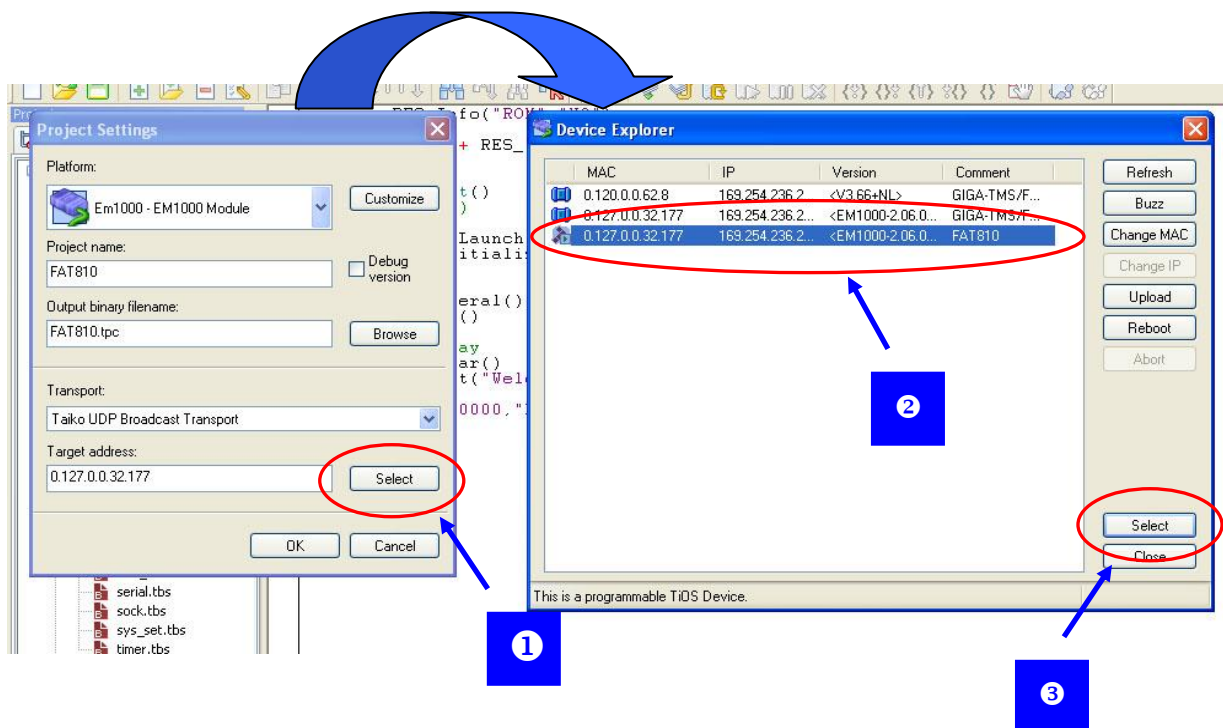 fo("ROM"
Project Settings
Platform:
Em1000 - EM1000 Module
Customize
Project name:
FAT810
Debug
version
Output binary filename:
FAT810.tpc
Browse
Transport:
Taiko UDP Broadcast Transport
Target address:
0.127.0.0.32.177
Select
OK
Cancel
+ RES_
t()
)
Launch
itialis
eral()
()
ay
ar()
t("Welc
0000,"
serial.tbs
sock.tbs
sys_set.tbs
timer.tbs
Device Explorer
MAC IP Version Comment
0.120.0.0.62.8 169.254.236.2... <V3.66+NL> GIGA-TMS/F...
0.127.0.0.32.177 169.254.236.2... <EM1000-2.06.0... GIGA-TMS/F...
0.127.0.0.32.177 169.254.236.2... <EM1000-2.06.0... FAT810
Refresh
Buzz
Change MAC
Change IP
Upload
Reboot
Abort
Select
Close
This is a programmable TiOS Device.
❶
❷
❸